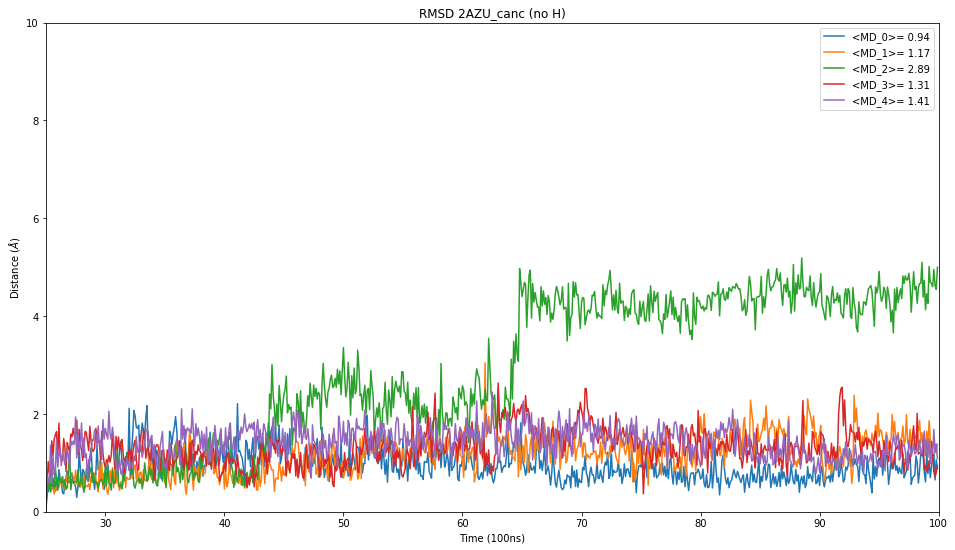 RMSD 2AZU_canc (no H)
10
8
6
4
2
0
Distance (Å)
<MD_0>= 0.94
<MD_1>= 1.17
<MD_2>= 2.89
<MD_3>= 1.31
<MD_4>= 1.41
30 40 50 60 70 80 90 100
Time (100ns)